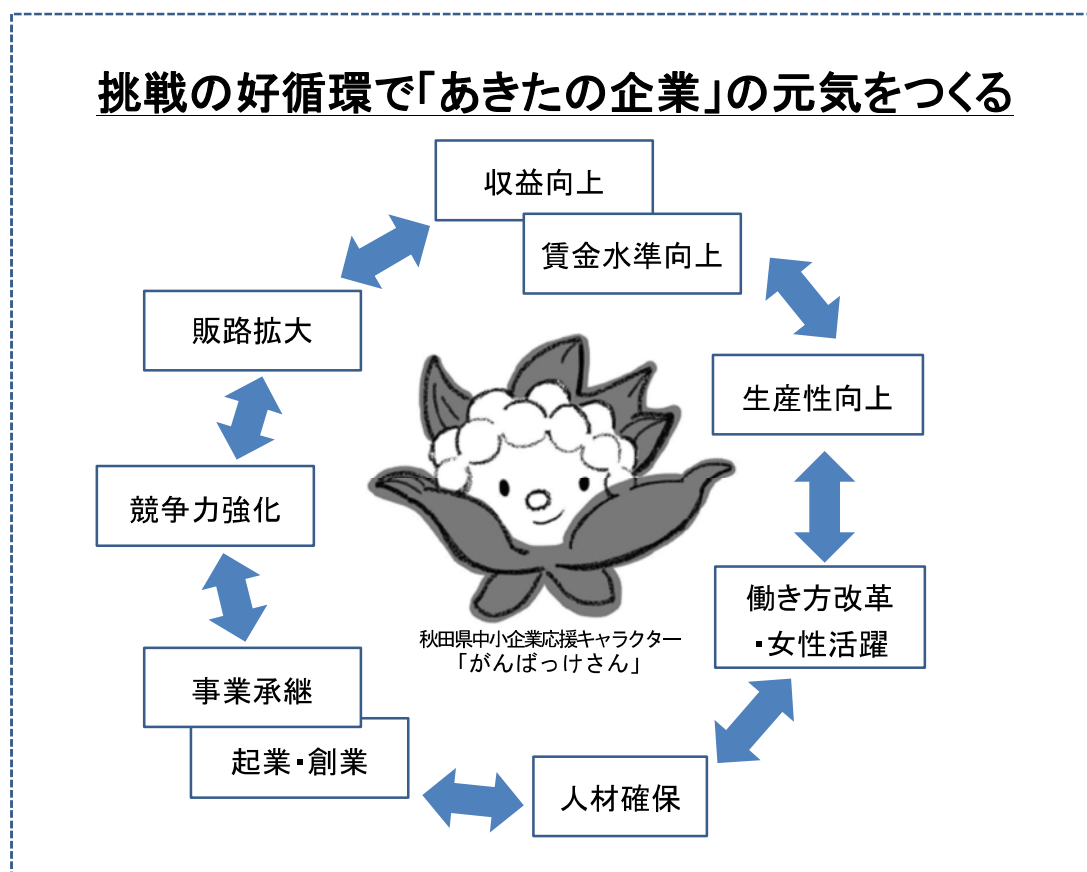 挑戦の好循環で「あきたの企業」の元気をつくる
収益向上
賃金水準向上
販路拡大
生産性向上
競争力強化
働き方改革
・女性活躍
秋田県中小企業応援キャラクター
「がんばっけさん」
事業承継
起業・創業
人材確保